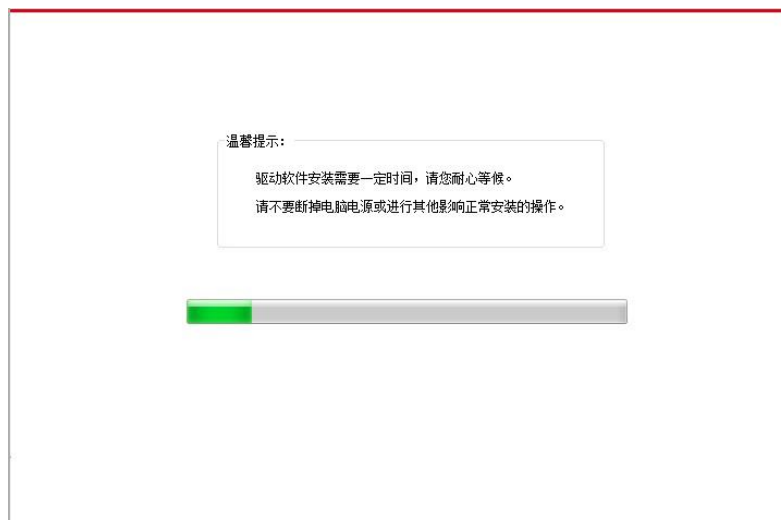 温馨提示：
驱动软件安装需要一定时间，请您耐心等候。
请不要断掉电脑电源或进行其他影响正常安装的操作。